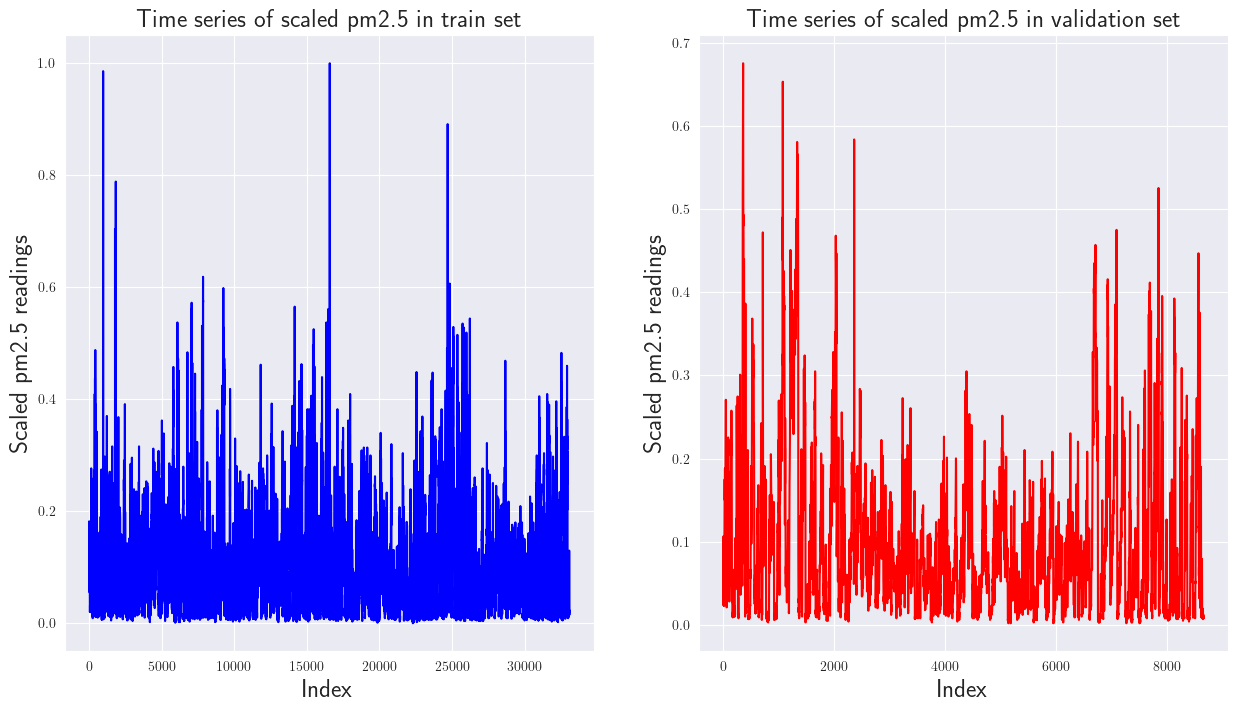 Time series of scaled pm2.5 in train set
Scaled pm2.5 readings
1.0
0.8
0.6
0.4
0.2
0.0
0 5000 10000 15000 20000 25000 30000
Index
Time series of scaled pm2.5 in validation set
Scaled pm2.5 readings
0.7
0.6
0.5
0.4
0.3
0.2
0.1
0.0
0 2000 4000 6000 8000
Index